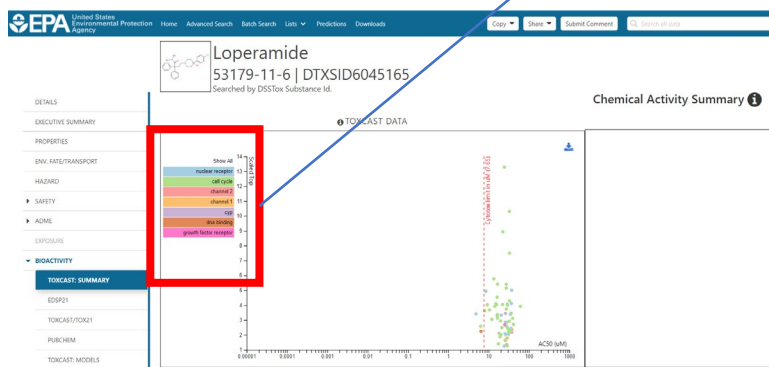 EPA United States Environmental Protection Agency
Home Advanced Search Batch Search Lists Predictions Downloads Copy Share Submit Comment Search all data
Loperamide
53179-11-6 | DTXSID6045165
Searched by DSSTox Substance Id.
Chemical Activity Summary
TOXCAST DATA
DETAILS
EXECUTIVE SUMMARY
PROPERTIES
ENV. FATE/TRANSPORT
HAZARD
SAFETY
ADME
EXPOSURE
BIOACTIVITY
TOXCAST: SUMMARY
EDSP21
TOXCAST/TOX21
PUBCHEM
TOXCAST: MODELS
Show All
nuclear receptor
cell cycle
channel 2
channel 1
cyp
dna binding
growth factor receptor
Scaled Top
14
13
12
11
10
9
8
7
6
5
4
3
2
1
Cytotox limit in uM
AC50 (uM)
0.00001 0.0001 0.001 0.01 0.1 1 10 100 1000